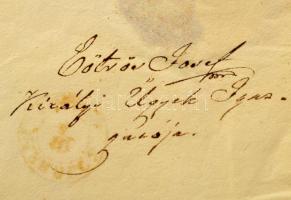 Eötvös Josef
Királyi Ügyek Igaz-
gatója.